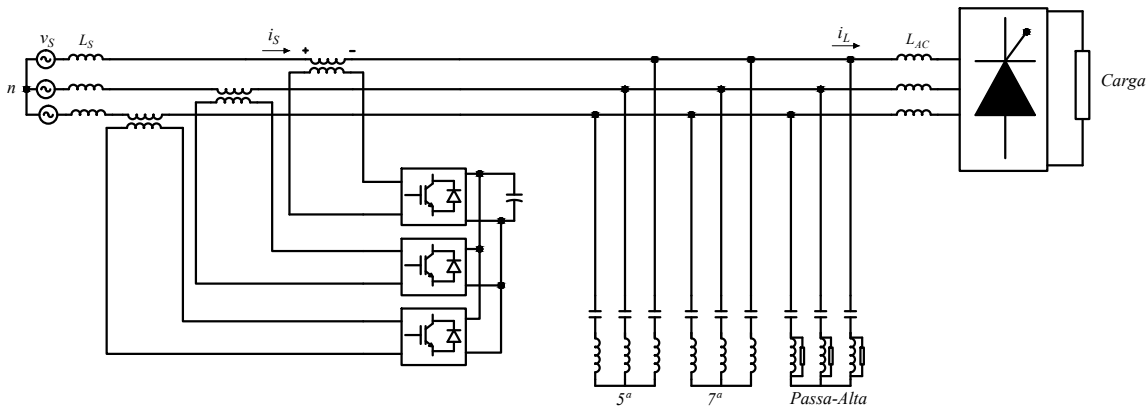 v_S
L_S
i_S
+ -
i_L
L_AC
n
Carga
5ª
7ª
Passa-Alta